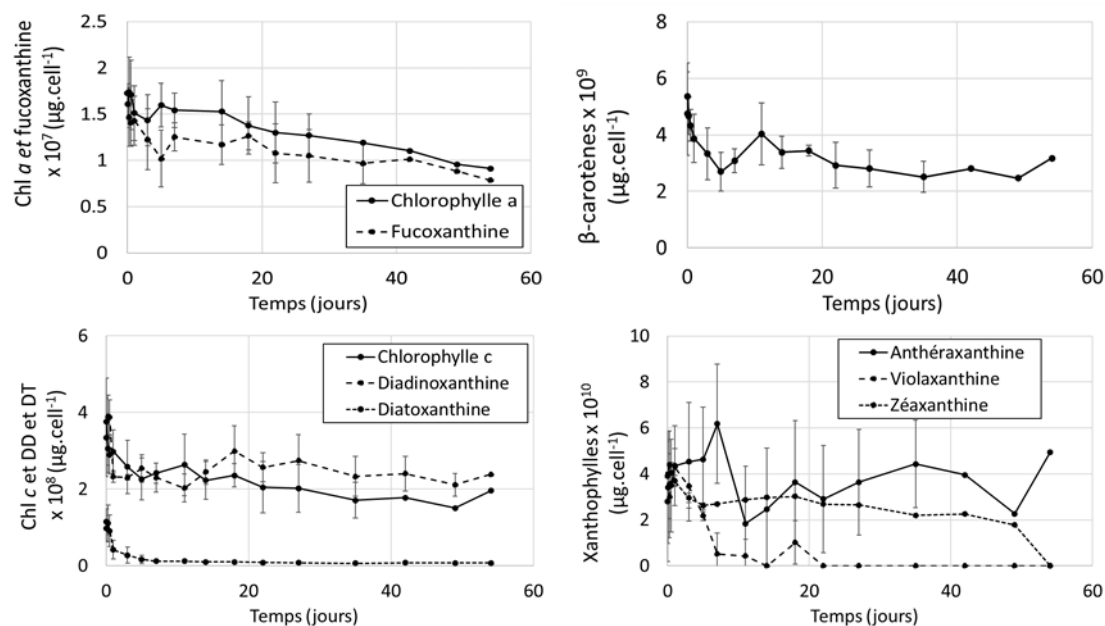 Chl a et fucoxanthine
x 10⁷ (µg.cell⁻¹)
2.5
2
1.5
1
0.5
0
Chlorophylle a
Fucoxanthine
0
20
40
60
Temps (jours)
β-carotènes x 10⁹
(µg.cell⁻¹)
8
6
4
2
0
0
20
40
60
Temps (jours)
Chl c et DD et DT
x 10⁸ (µg.cell⁻¹)
6
4
2
0
Chlorophylle c
Diadinoxanthine
Diatoxanthine
0
20
40
60
Temps (jours)
Xanthophylles x 10¹⁰
(µg.cell⁻¹)
10
8
6
4
2
0
Anthéraxanthine
Violaxanthine
Zéaxanthine
0
20
40
60
Temps (jours)